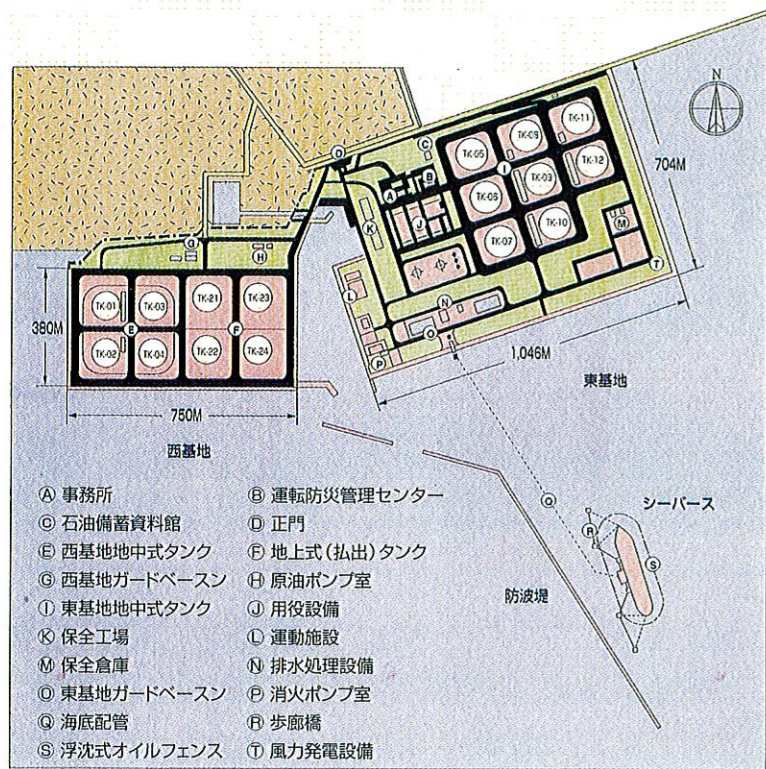 N
TK-09
TK-11
C
D
TK-05
704M
B
I
TK-12
A
TK-03
TK-06
K
J
M
TK-10
G
H
TK-07
T
L
N
TK-01
TK-03
TK-21
TK-23
380M
E
F
O
TK-02
TK-04
TK-22
TK-24
P
1,046M
東基地
750M
西基地
Q
シーバース
R
S
防波堤
Ⓐ 事務所
Ⓑ 運転防災管理センター
Ⓒ 石油備蓄資料館
Ⓓ 正門
Ⓔ 西基地地中式タンク
Ⓕ 地上式(払出)タンク
Ⓖ 西基地ガードベースン
Ⓗ 原油ポンプ室
Ⓘ 東基地地中式タンク
Ⓙ 用役設備
Ⓚ 保全工場
Ⓛ 運動施設
Ⓜ 保全倉庫
Ⓝ 排水処理設備
Ⓞ 東基地ガードベースン
Ⓟ 消火ポンプ室
Ⓠ 海底配管
Ⓡ 歩廊橋
Ⓢ 浮沈式オイルフェンス
Ⓣ 風力発電設備